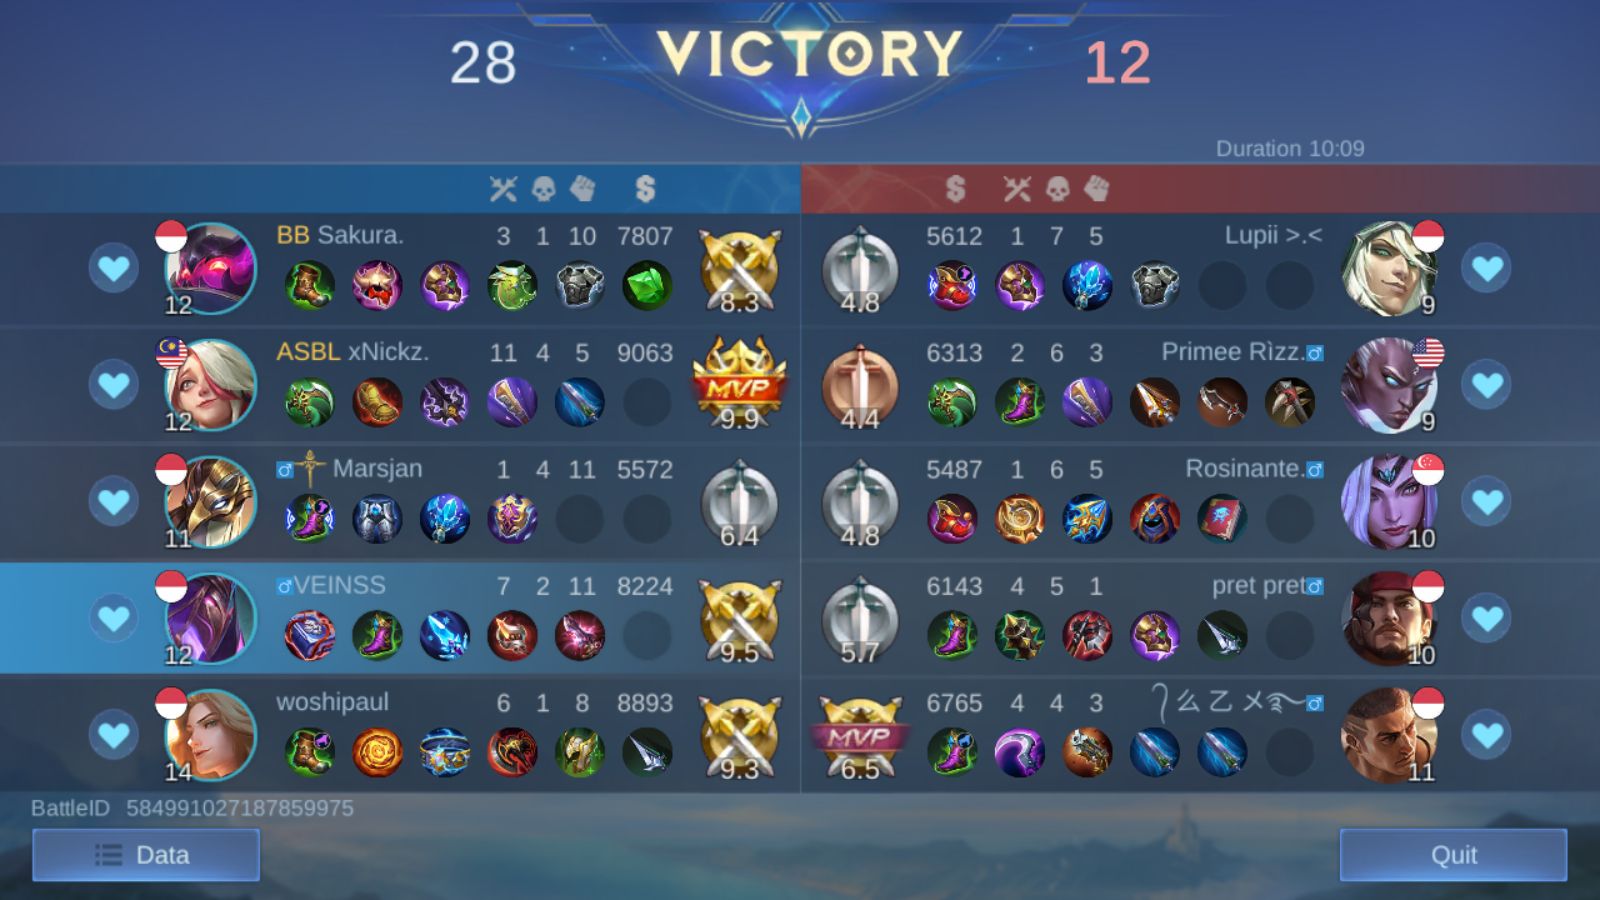 28 VICTORY 12
Duration 10:09
BB Sakura. 3 1 10 7807
12 8.3
ASBL xNickz. 11 4 5 9063
MVP
12 9.9
Marsjan 1 4 11 5572
11 6.4
VEINSS 7 2 11 8224
12 9.5
woshipaul 6 1 8 8893
14 9.3
5612 1 7 5 Lupii >.<
4.8 9
6313 2 6 3 Primee Rìzz.
4.4 9
5487 1 6 5 Rosinante.
4.8 10
6143 4 5 1 pret pret
5.7 10
6765 4 4 3
MVP
6.5 11
BattleID 584991027187859975
Data
Quit